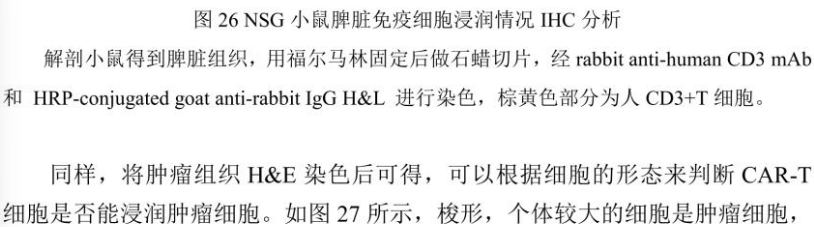 图 26 NSG 小鼠脾脏免疫细胞浸润情况 IHC 分析
解剖小鼠得到脾脏组织，用福尔马林固定后做石蜡切片，经 rabbit anti-human CD3 mAb
和 HRP-conjugated goat anti-rabbit IgG H&L 进行染色，棕黄色部分为人 CD3+T 细胞。
同样，将肿瘤组织 H&E 染色后可得，可以根据细胞的形态来判断 CAR-T
细胞是否能浸润肿瘤细胞。如图 27 所示，梭形，个体较大的细胞是肿瘤细胞，